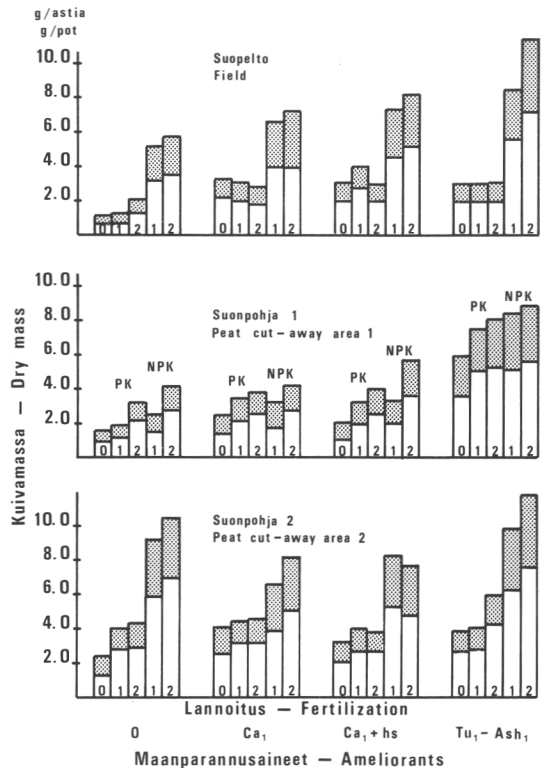 g/astia
g/pot
10.0
8.0
6.0
4.0
2.0
Suopelto
Field
0 1 2 1 2
0 1 2 1 2
0 1 2 1 2
0 1 2 1 2
Kuivamassa — Dry mass
10.0
8.0
6.0
4.0
2.0
Suonpohja 1
Peat cut-away area 1
PK NPK
PK NPK
PK NPK
PK NPK
0 1 2 1 2
0 1 2 1 2
0 1 2 1 2
0 1 2 1 2
10.0
8.0
6.0
4.0
2.0
Suonpohja 2
Peat cut-away area 2
0 1 2 1 2
0 1 2 1 2
0 1 2 1 2
0 1 2 1 2
Lannoitus — Fertilization
0 Ca₁ Ca₁+hs Tu₁-Ash₁
Maanparannusaineet — Ameliorants